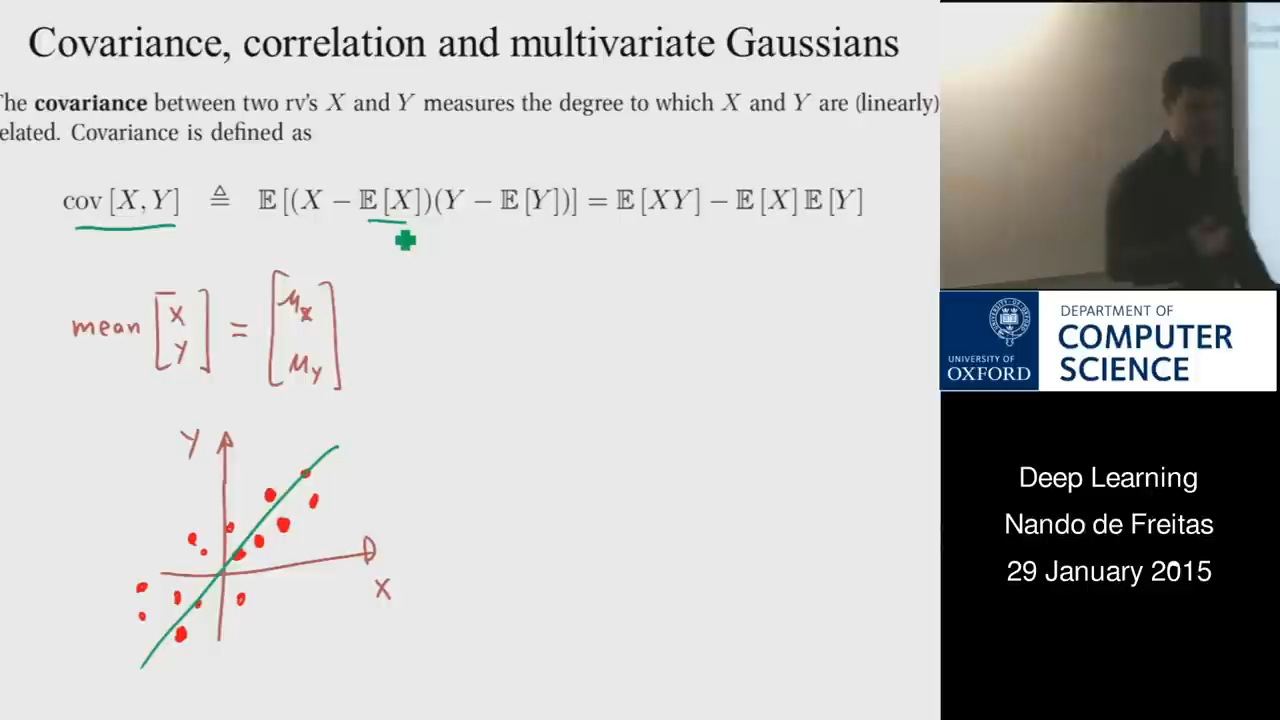 Covariance, correlation and multivariate Gaussians
The covariance between two rv's X and Y measures the degree to which X and Y are (linearly)
elated. Covariance is defined as
cov [X, Y] ≜ 𝔼 [(X − 𝔼 [X])(Y − 𝔼 [Y])] = 𝔼 [XY] − 𝔼 [X] 𝔼 [Y]
mean [X Y] = [μx μy]
Y
X
UNIVERSITY OF
OXFORD
DEPARTMENT OF
COMPUTER
SCIENCE
Deep Learning
Nando de Freitas
29 January 2015